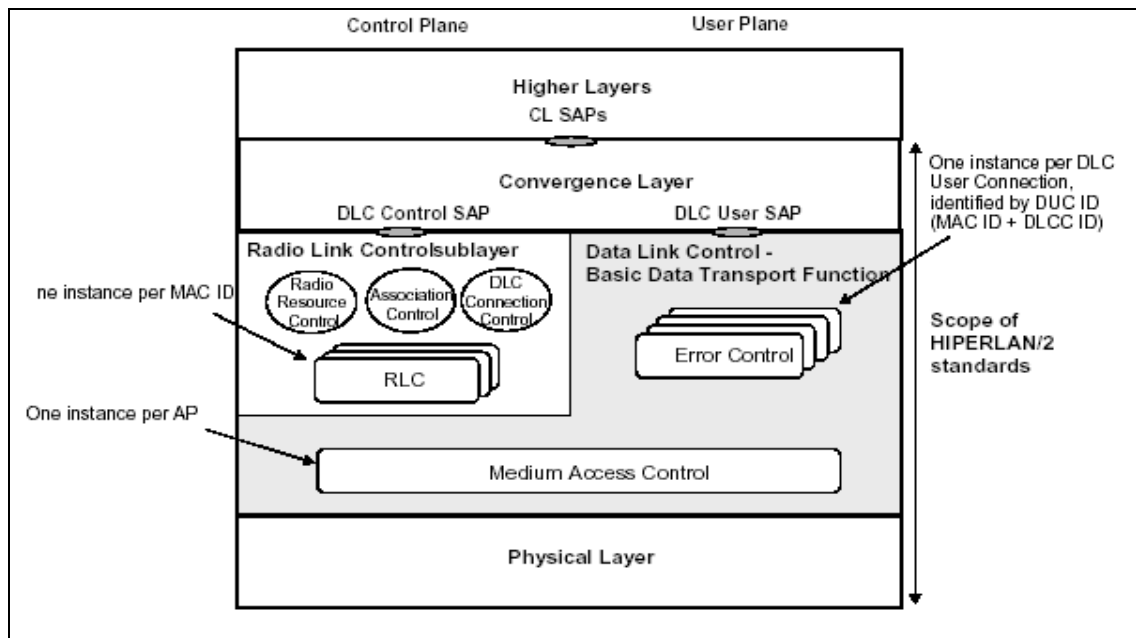 Control Plane
User Plane
Higher Layers
CL SAPs
Convergence Layer
DLC Control SAP
DLC User SAP
One instance per DLC
User Connection,
identified by DUC ID
(MAC ID + DLCC ID)
Radio Link Controlsublayer
Data Link Control -
Basic Data Transport Function
Radio
Resource
Control
Association
Control
DLC
Connection
Control
ne instance per MAC ID
RLC
Error Control
Scope of
HIPERLAN/2
standards
One instance per AP
Medium Access Control
Physical Layer